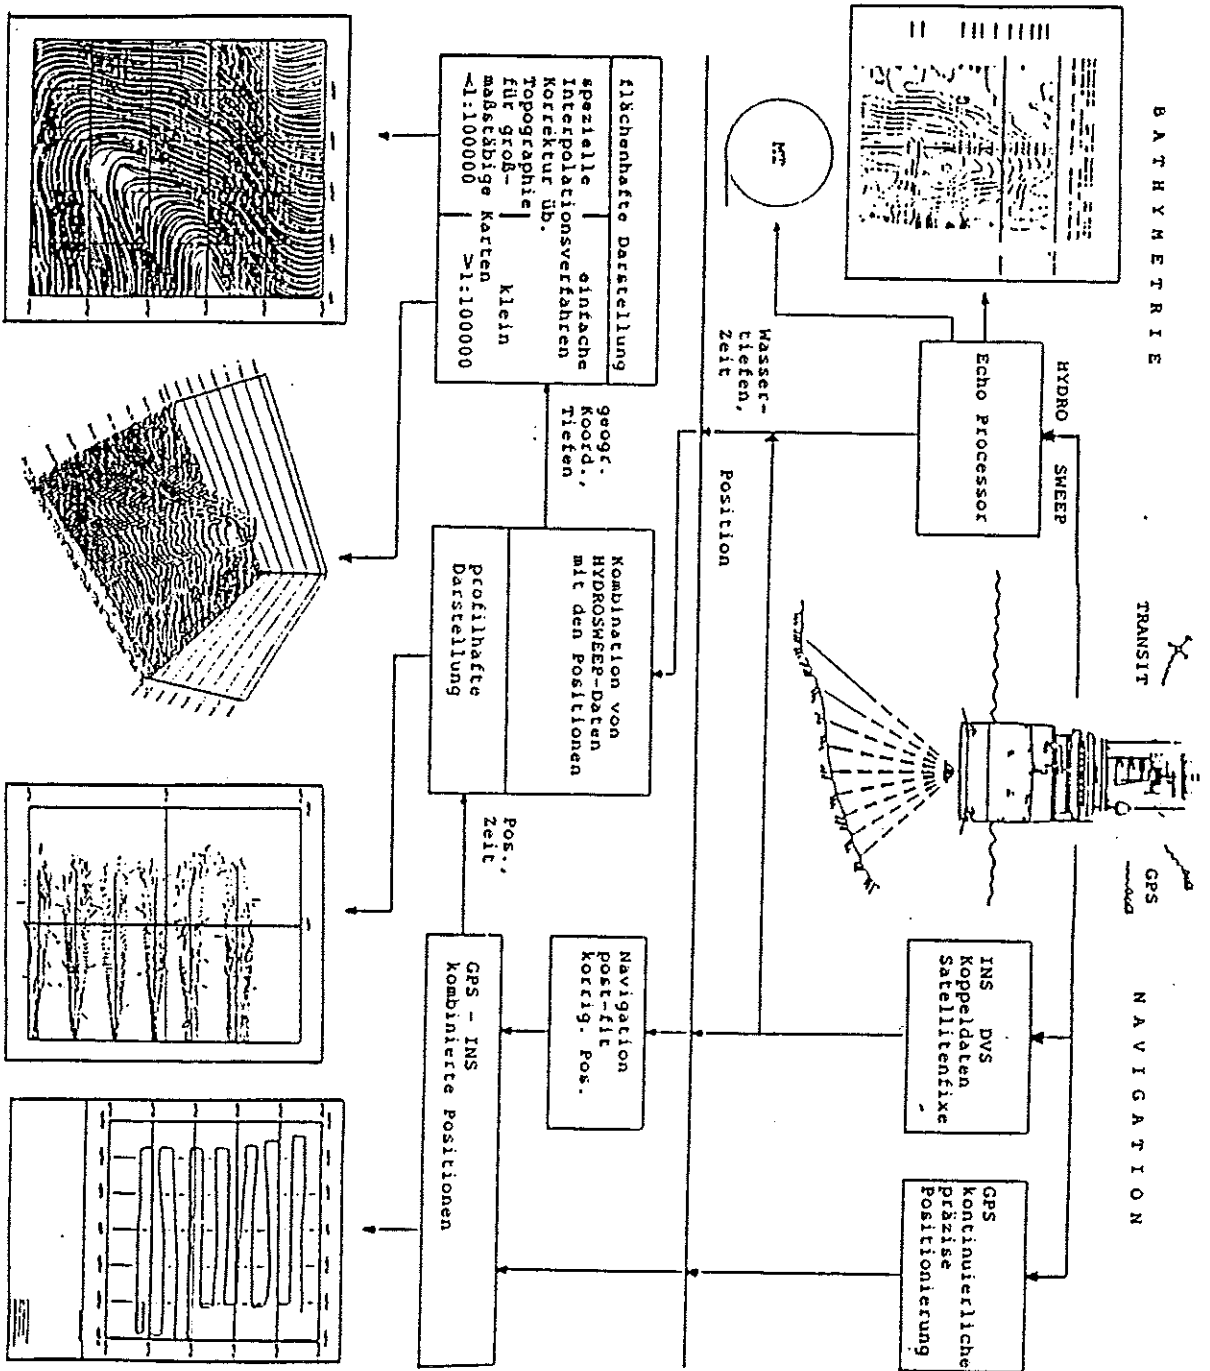 BATHYMETRIE
TRANSIT
GPS
NAVIGATION
HYDRO SWEEP
Echo Processor
INS DVS
Koppeldaten
Satellitenfixe
GPS
kontinuierliche
präzise
Positionierung
MT
Wasser-
tiefen,
Zeit
Position
flächenhafte Darstellung
spezielle einfache
Interpolationsverfahren
Korrektur üb.
Topographie
für groß- klein
maßstäbige Karten
<1:100000 >1:100000
geogr.
Koord.,
Tiefen
Kombination von
HYDROSWEEP-Daten
mit den Positionen
profilhafte
Darstellung
Pos.,
Zeit
Navigation
post-fit
korrig. Pos.
GPS - INS
kombinierte Positionen